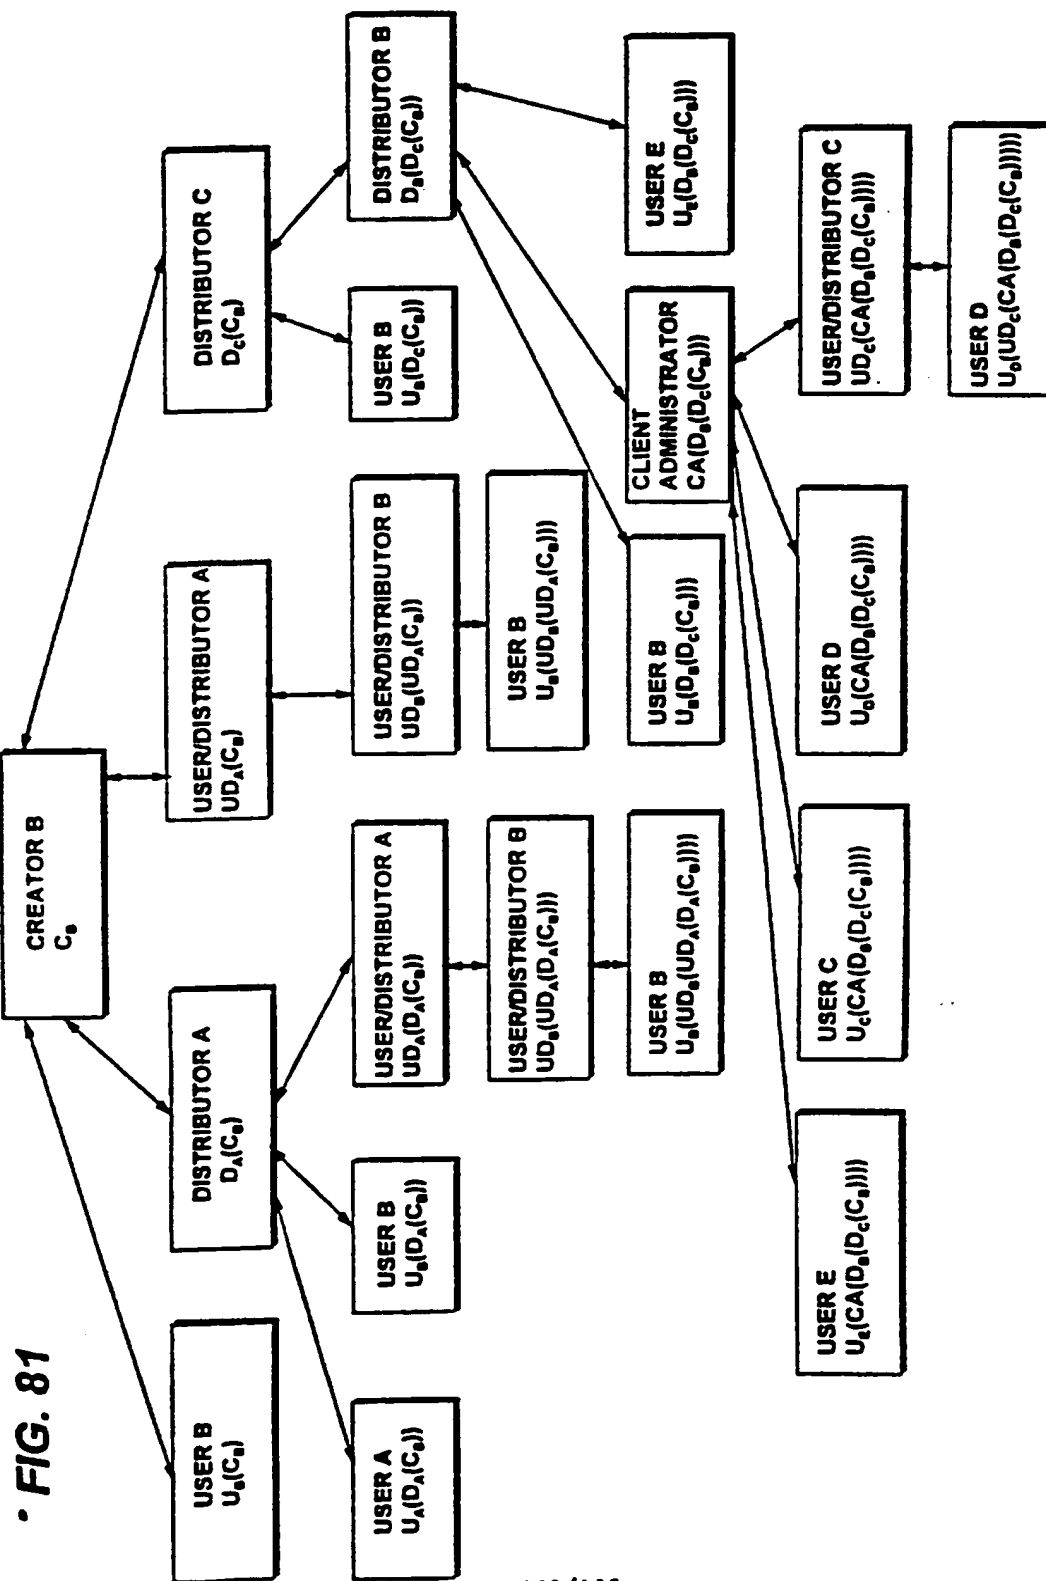 FIG. 81
CREATOR B
C_B
USER B
U_B(C_B)
DISTRIBUTOR A
D_A(C_B)
USER/DISTRIBUTOR A
UD_A(C_B)
DISTRIBUTOR C
D_C(C_B)
USER A
U_A(D_A(C_B))
USER B
U_B(D_A(C_B))
USER/DISTRIBUTOR A
UD_A(D_A(C_B))
USER/DISTRIBUTOR B
UD_B(UD_A(C_B))
USER B
U_B(D_C(C_B))
DISTRIBUTOR B
D_B(D_C(C_B))
USER/DISTRIBUTOR B
UD_B(UD_A(D_A(C_B)))
USER B
U_B(UD_B(UD_A(C_B)))
USER B
U_B(UD_B(UD_A(D_A(C_B))))
USER B
U_B(D_B(D_C(C_B)))
CLIENT
ADMINISTRATOR
CA(D_B(D_C(C_B)))
USER E
U_E(D_B(D_C(C_B)))
USER E
U_E(CA(D_B(D_C(C_B))))
USER C
U_C(CA(D_B(D_C(C_B))))
USER D
U_D(CA(D_B(D_C(C_B))))
USER/DISTRIBUTOR C
UD_C(CA(D_B(D_C(C_B))))
USER D
U_D(UD_C(CA(D_B(D_C(C_B)))))